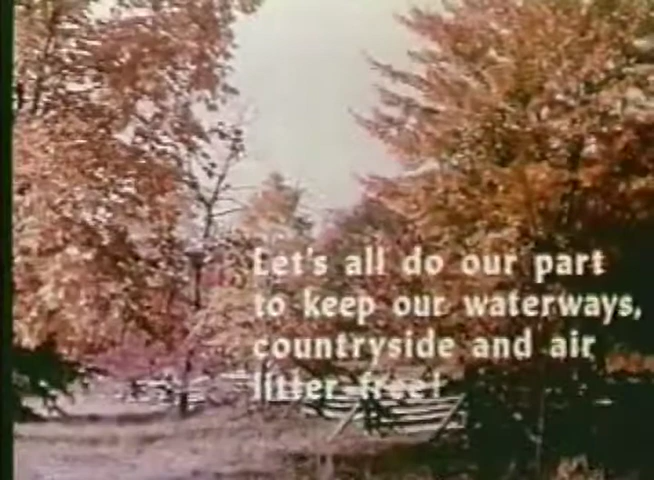 Let's all do our part
to keep our waterways,
countryside and air
litter-free!